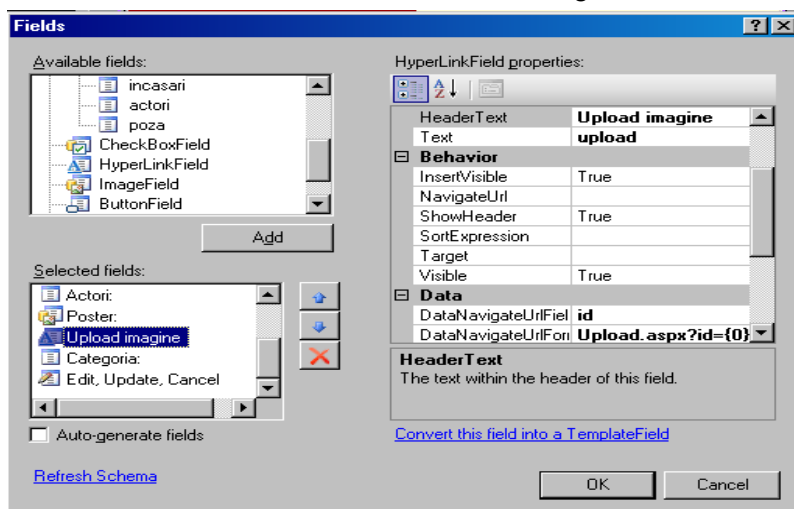 Fields
Available fields:
incasari
actori
poza
CheckBoxField
HyperLinkField
ImageField
ButtonField
Add
Selected fields:
Actori:
Poster:
Upload imagine
Categoria:
Edit, Update, Cancel
Auto-generate fields
Refresh Schema
HyperLinkField properties:
HeaderText Upload imagine
Text upload
Behavior
InsertVisible True
NavigateUrl
ShowHeader True
SortExpression
Target
Visible True
Data
DataNavigateUrlFiel id
DataNavigateUrlForr Upload.aspx?id={0}
HeaderText
The text within the header of this field.
Convert this field into a TemplateField
OK Cancel